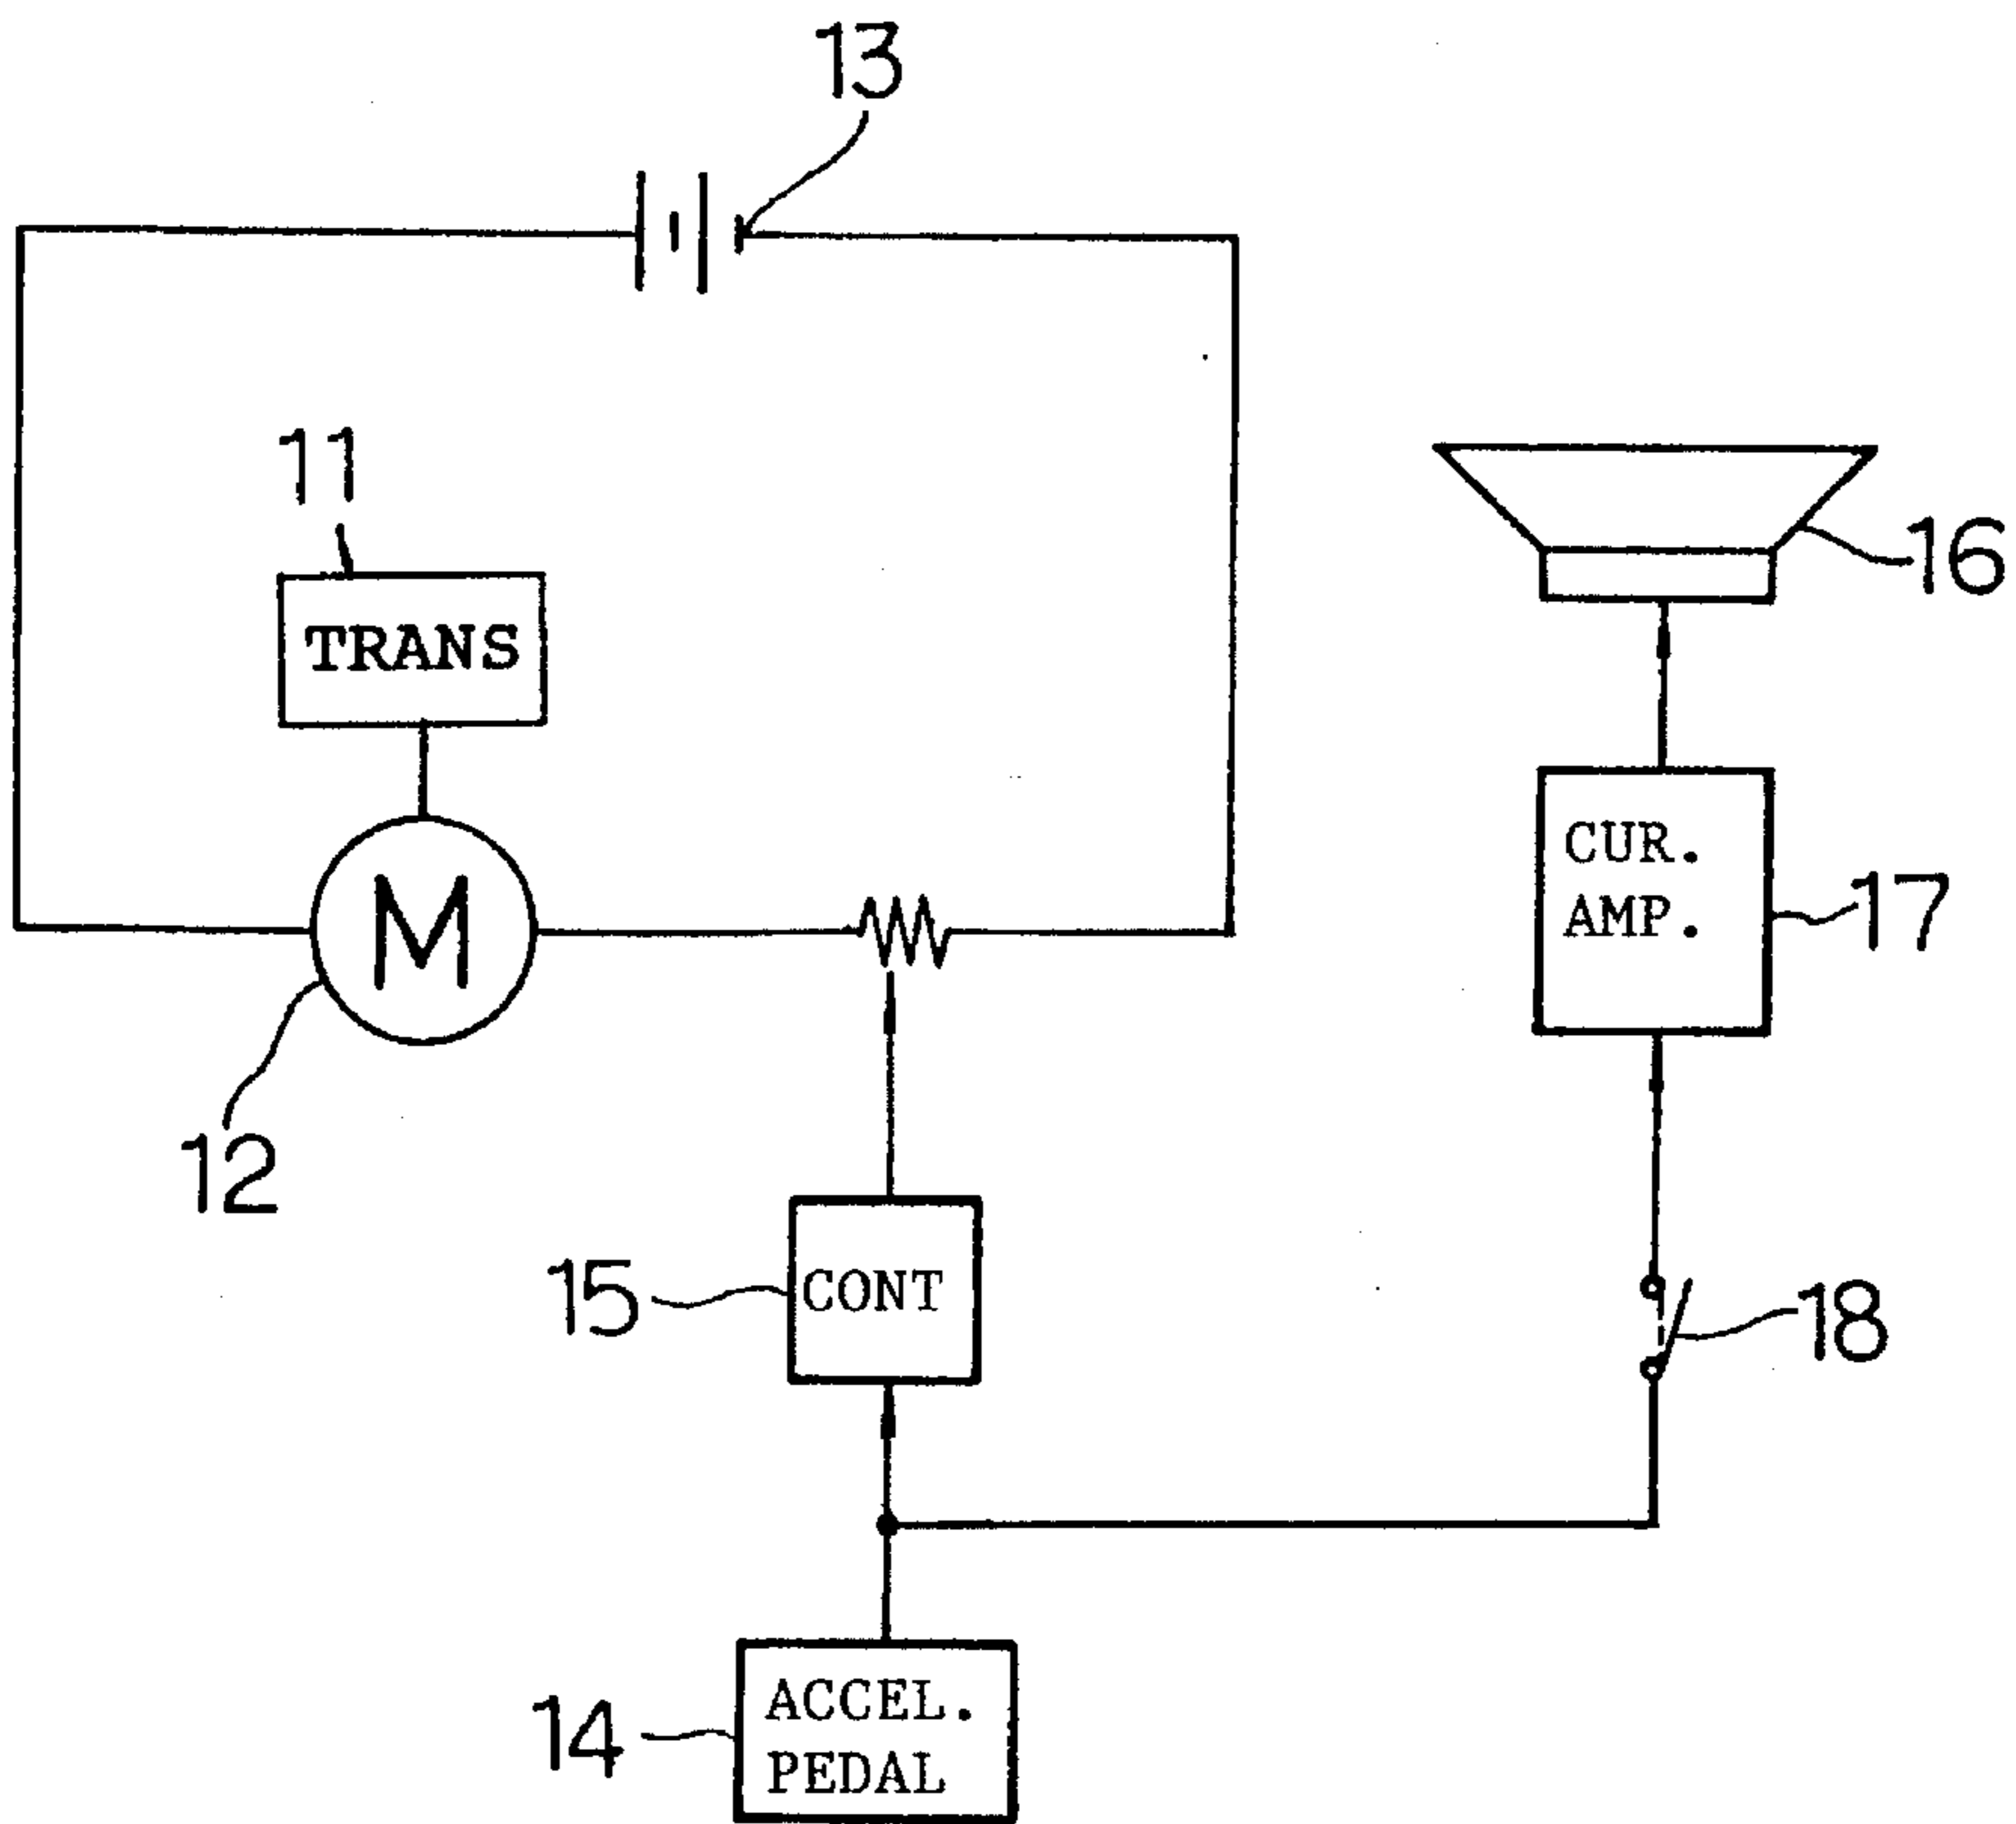 13
11
TRANS
16
M
CUR.
AMP.
17
12
15
CONT
18
14
ACCEL.
PEDAL